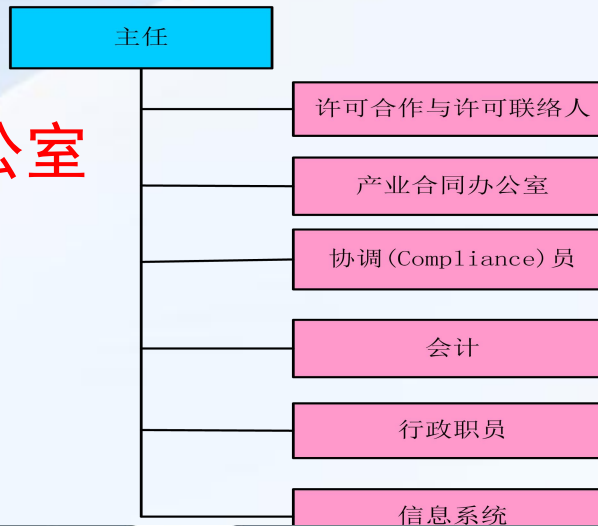 主任
许可合作与许可联络人
公室
产业合同办公室
协调(Compliance)员
会计
行政职员
信息系统